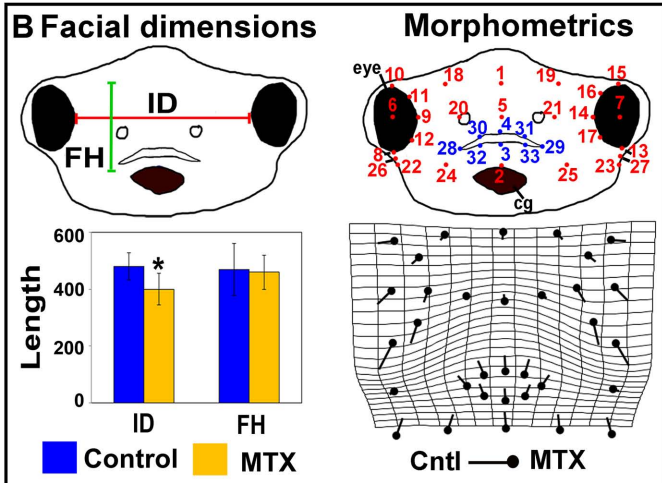 B Facial dimensions
ID
FH
600
400
200
0
Length
*
ID FH
Control MTX
Morphometrics
eye
10 18 1 19 15
11 16
6 20 5 21 7
9 14
30 4 31
12 17
28 3 29
8 32 33 13
26 22 24 2 25 23 27
cg
Cntl MTX